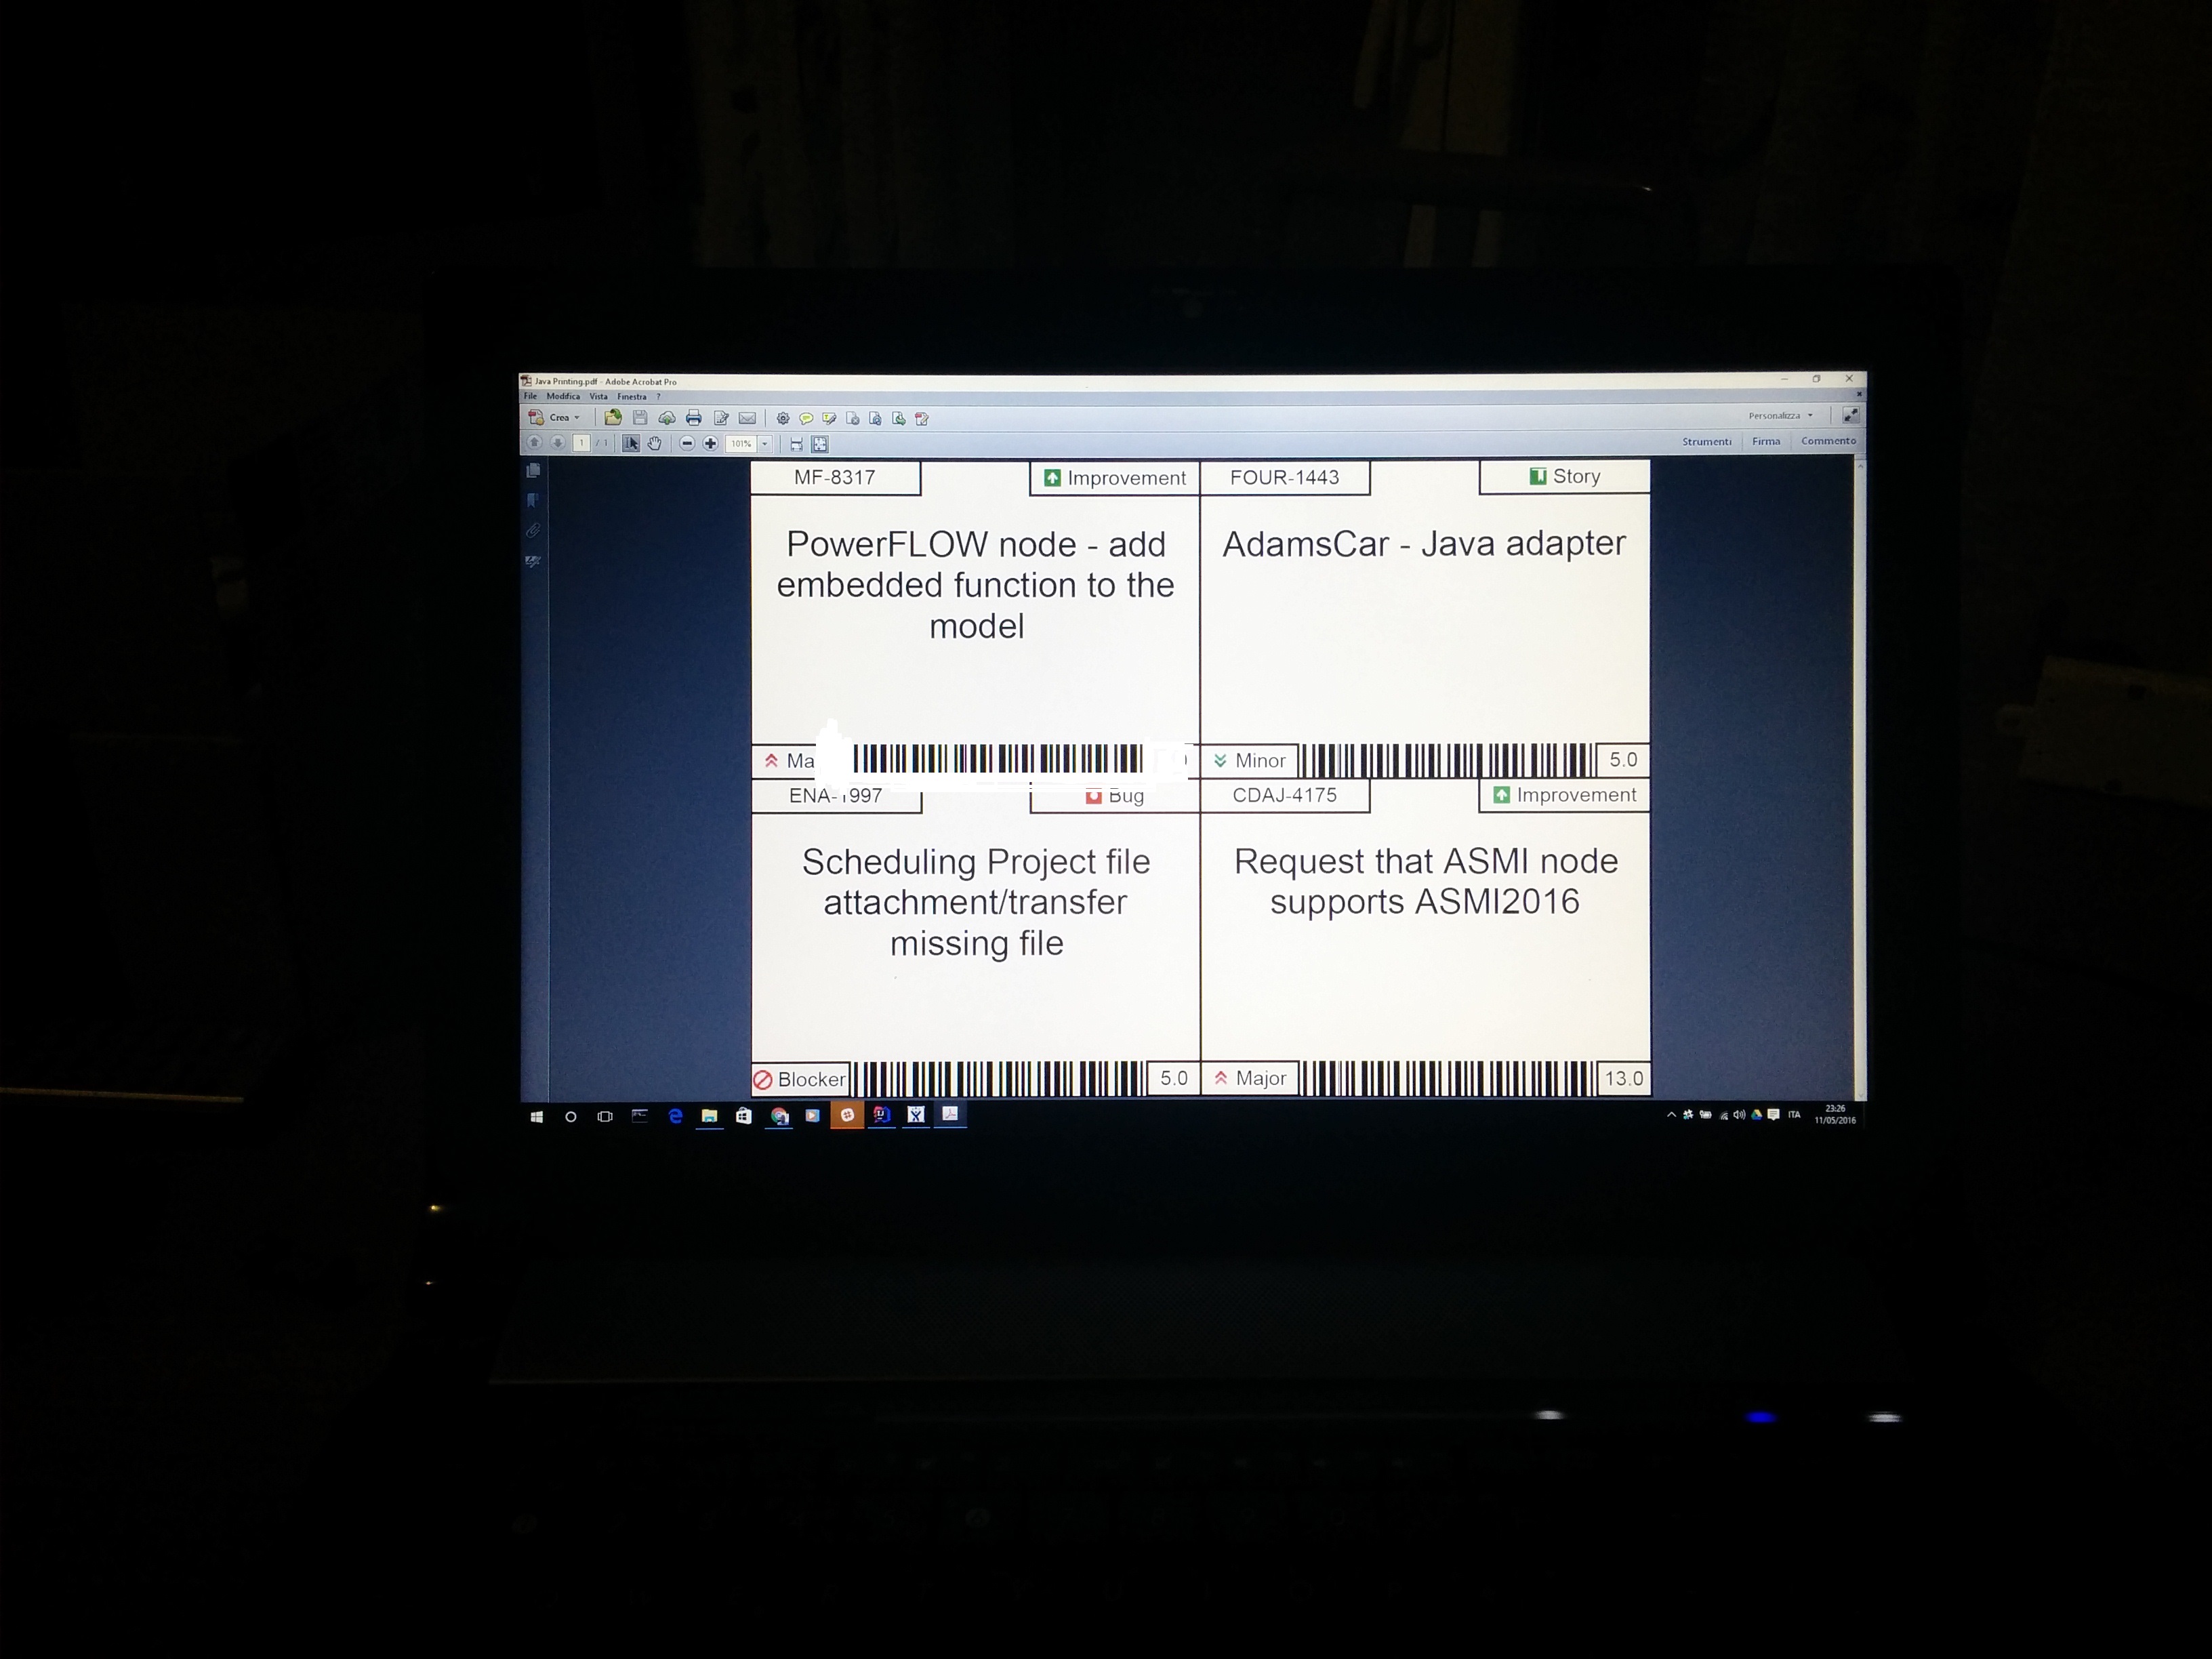 Java Printing.pdf - Adobe Acrobat Pro
File Modifica Vista Finestra ?
Crea
Personalizza
1 / 1
101%
Strumenti Firma Commento
MF-8317
Improvement
PowerFLOW node - add
embedded function to the
model
Ma
FOUR-1443
Story
AdamsCar - Java adapter
Minor
5.0
ENA-1997
Bug
Scheduling Project file
attachment/transfer
missing file
Blocker
5.0
CDAJ-4175
Improvement
Request that ASMI node
supports ASMI2016
Major
13.0
ITA
23:26
11/05/2016